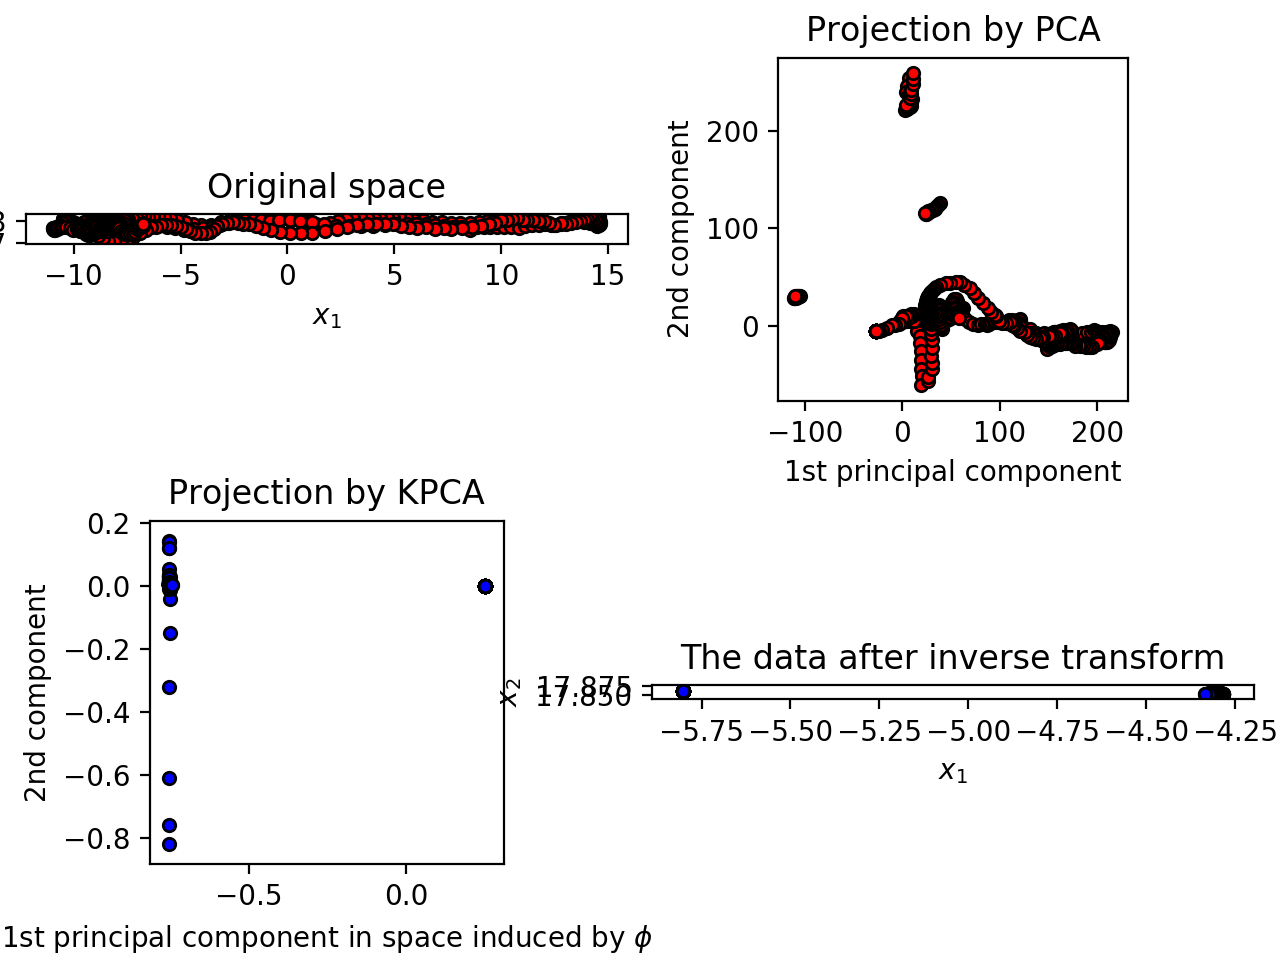 Projection by PCA
200
100
0
2nd component
−100 0 100 200
1st principal component
Original space
−10 −5 0 5 10 15
x₁
Projection by KPCA
0.2
0.0
−0.2
−0.4
−0.6
−0.8
2nd component
−0.5 0.0
1st principal component in space induced by ϕ
The data after inverse transform
17.875
17.850
x₂
−5.75 −5.50 −5.25 −5.00 −4.75 −4.50 −4.25
x₁